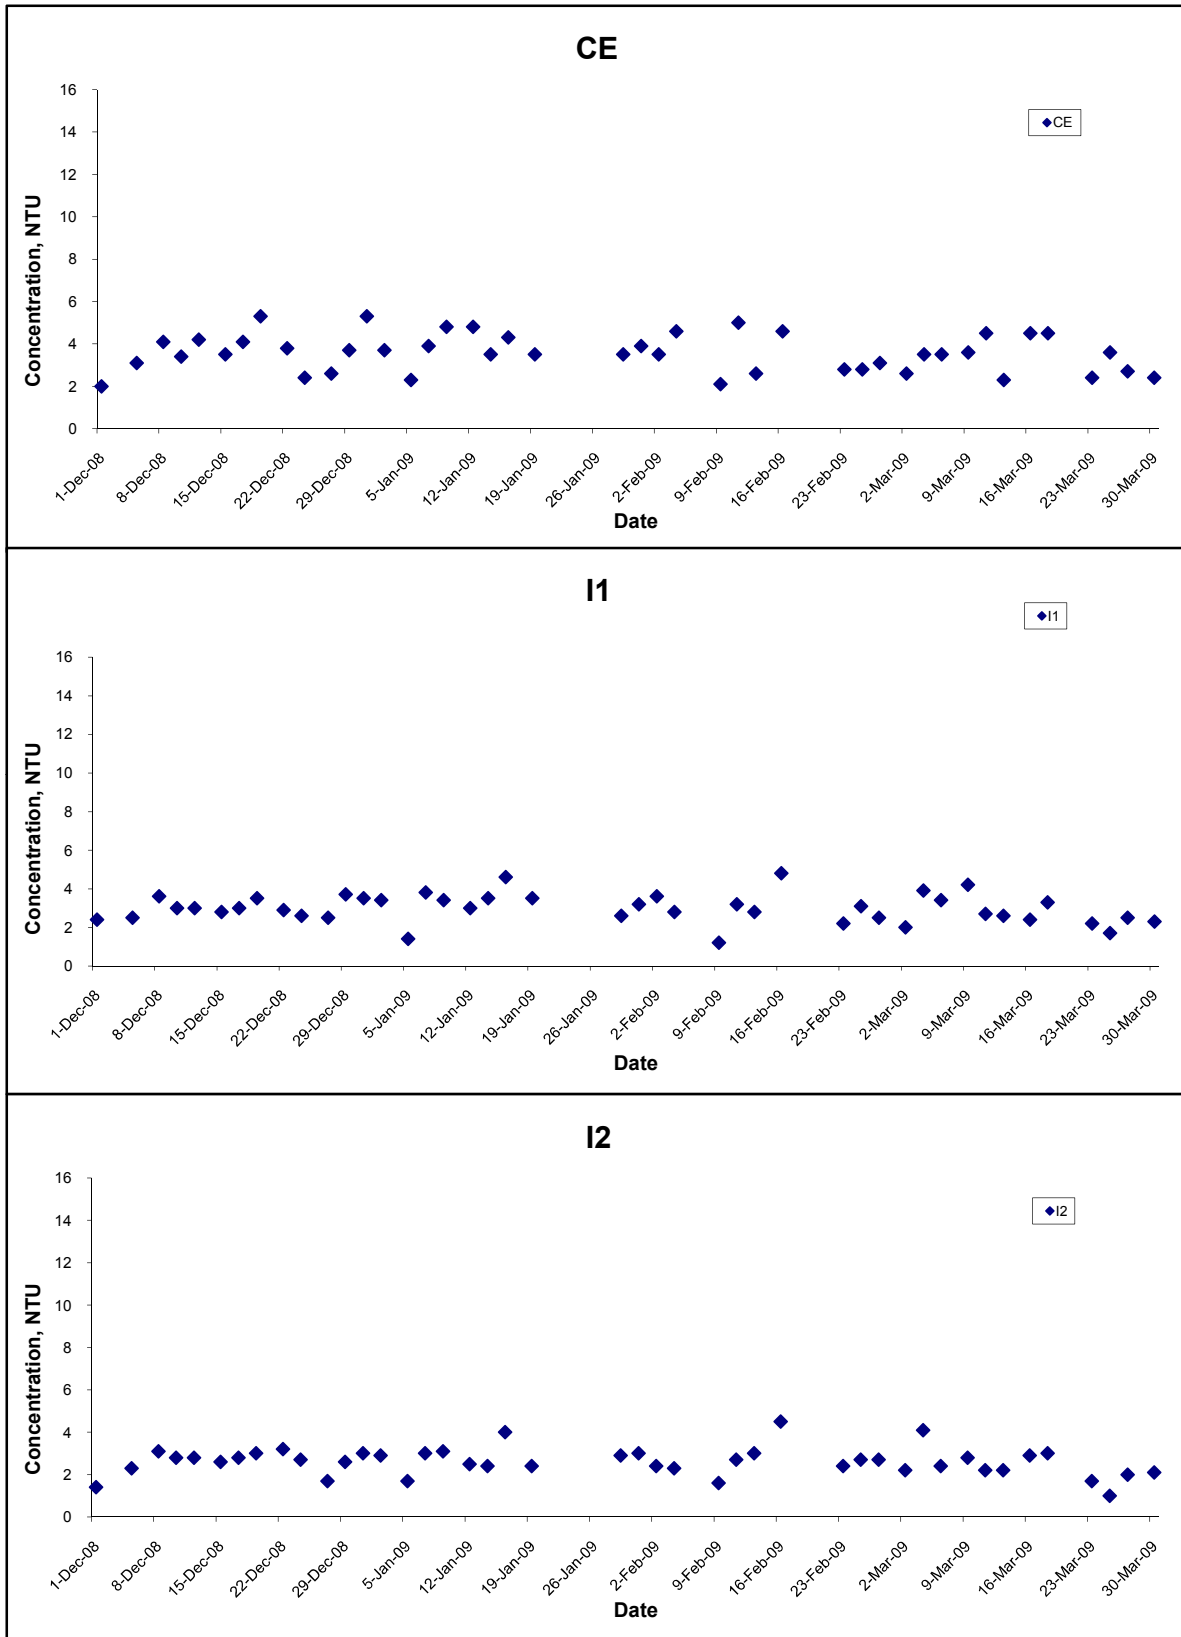 CE
16
14
12
10
8
6
4
2
0
Concentration, NTU
CE
1-Dec-08
8-Dec-08
15-Dec-08
22-Dec-08
29-Dec-08
5-Jan-09
12-Jan-09
19-Jan-09
26-Jan-09
2-Feb-09
9-Feb-09
16-Feb-09
23-Feb-09
2-Mar-09
9-Mar-09
16-Mar-09
23-Mar-09
30-Mar-09
Date
I1
I1
16
14
12
10
8
6
4
2
0
Concentration, NTU
1-Dec-08
8-Dec-08
15-Dec-08
22-Dec-08
29-Dec-08
5-Jan-09
12-Jan-09
19-Jan-09
26-Jan-09
2-Feb-09
9-Feb-09
16-Feb-09
23-Feb-09
2-Mar-09
9-Mar-09
16-Mar-09
23-Mar-09
30-Mar-09
Date
I2
16
14
12
10
8
6
4
2
0
Concentration, NTU
I2
1-Dec-08
8-Dec-08
15-Dec-08
22-Dec-08
29-Dec-08
5-Jan-09
12-Jan-09
19-Jan-09
26-Jan-09
2-Feb-09
9-Feb-09
16-Feb-09
23-Feb-09
2-Mar-09
9-Mar-09
16-Mar-09
23-Mar-09
30-Mar-09
Date